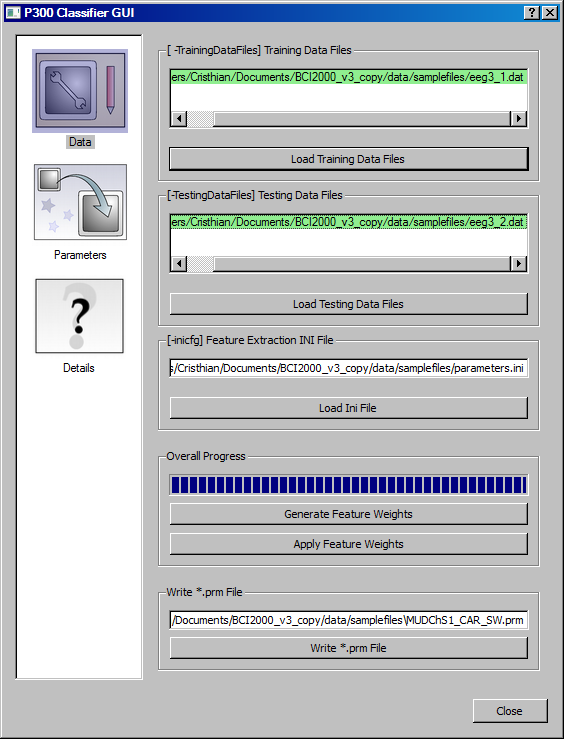 P300 Classifier GUI
Data
Parameters
?
Details
[ -TrainingDataFiles] Training Data Files
ers/Cristhian/Documents/BCI2000_v3_copy/data/samplefiles/eeg3_1.dat
Load Training Data Files
[-TestingDataFiles] Testing Data Files
ers/Cristhian/Documents/BCI2000_v3_copy/data/samplefiles/eeg3_2.dat
Load Testing Data Files
[-inicfg] Feature Extraction INI File
s/Cristhian/Documents/BCI2000_v3_copy/data/samplefiles/parameters.ini
Load Ini File
Overall Progress
Generate Feature Weights
Apply Feature Weights
Write *.prm File
/Documents/BCI2000_v3_copy/data/samplefiles\MUDChS1_CAR_SW.prm
Write *.prm File
Close